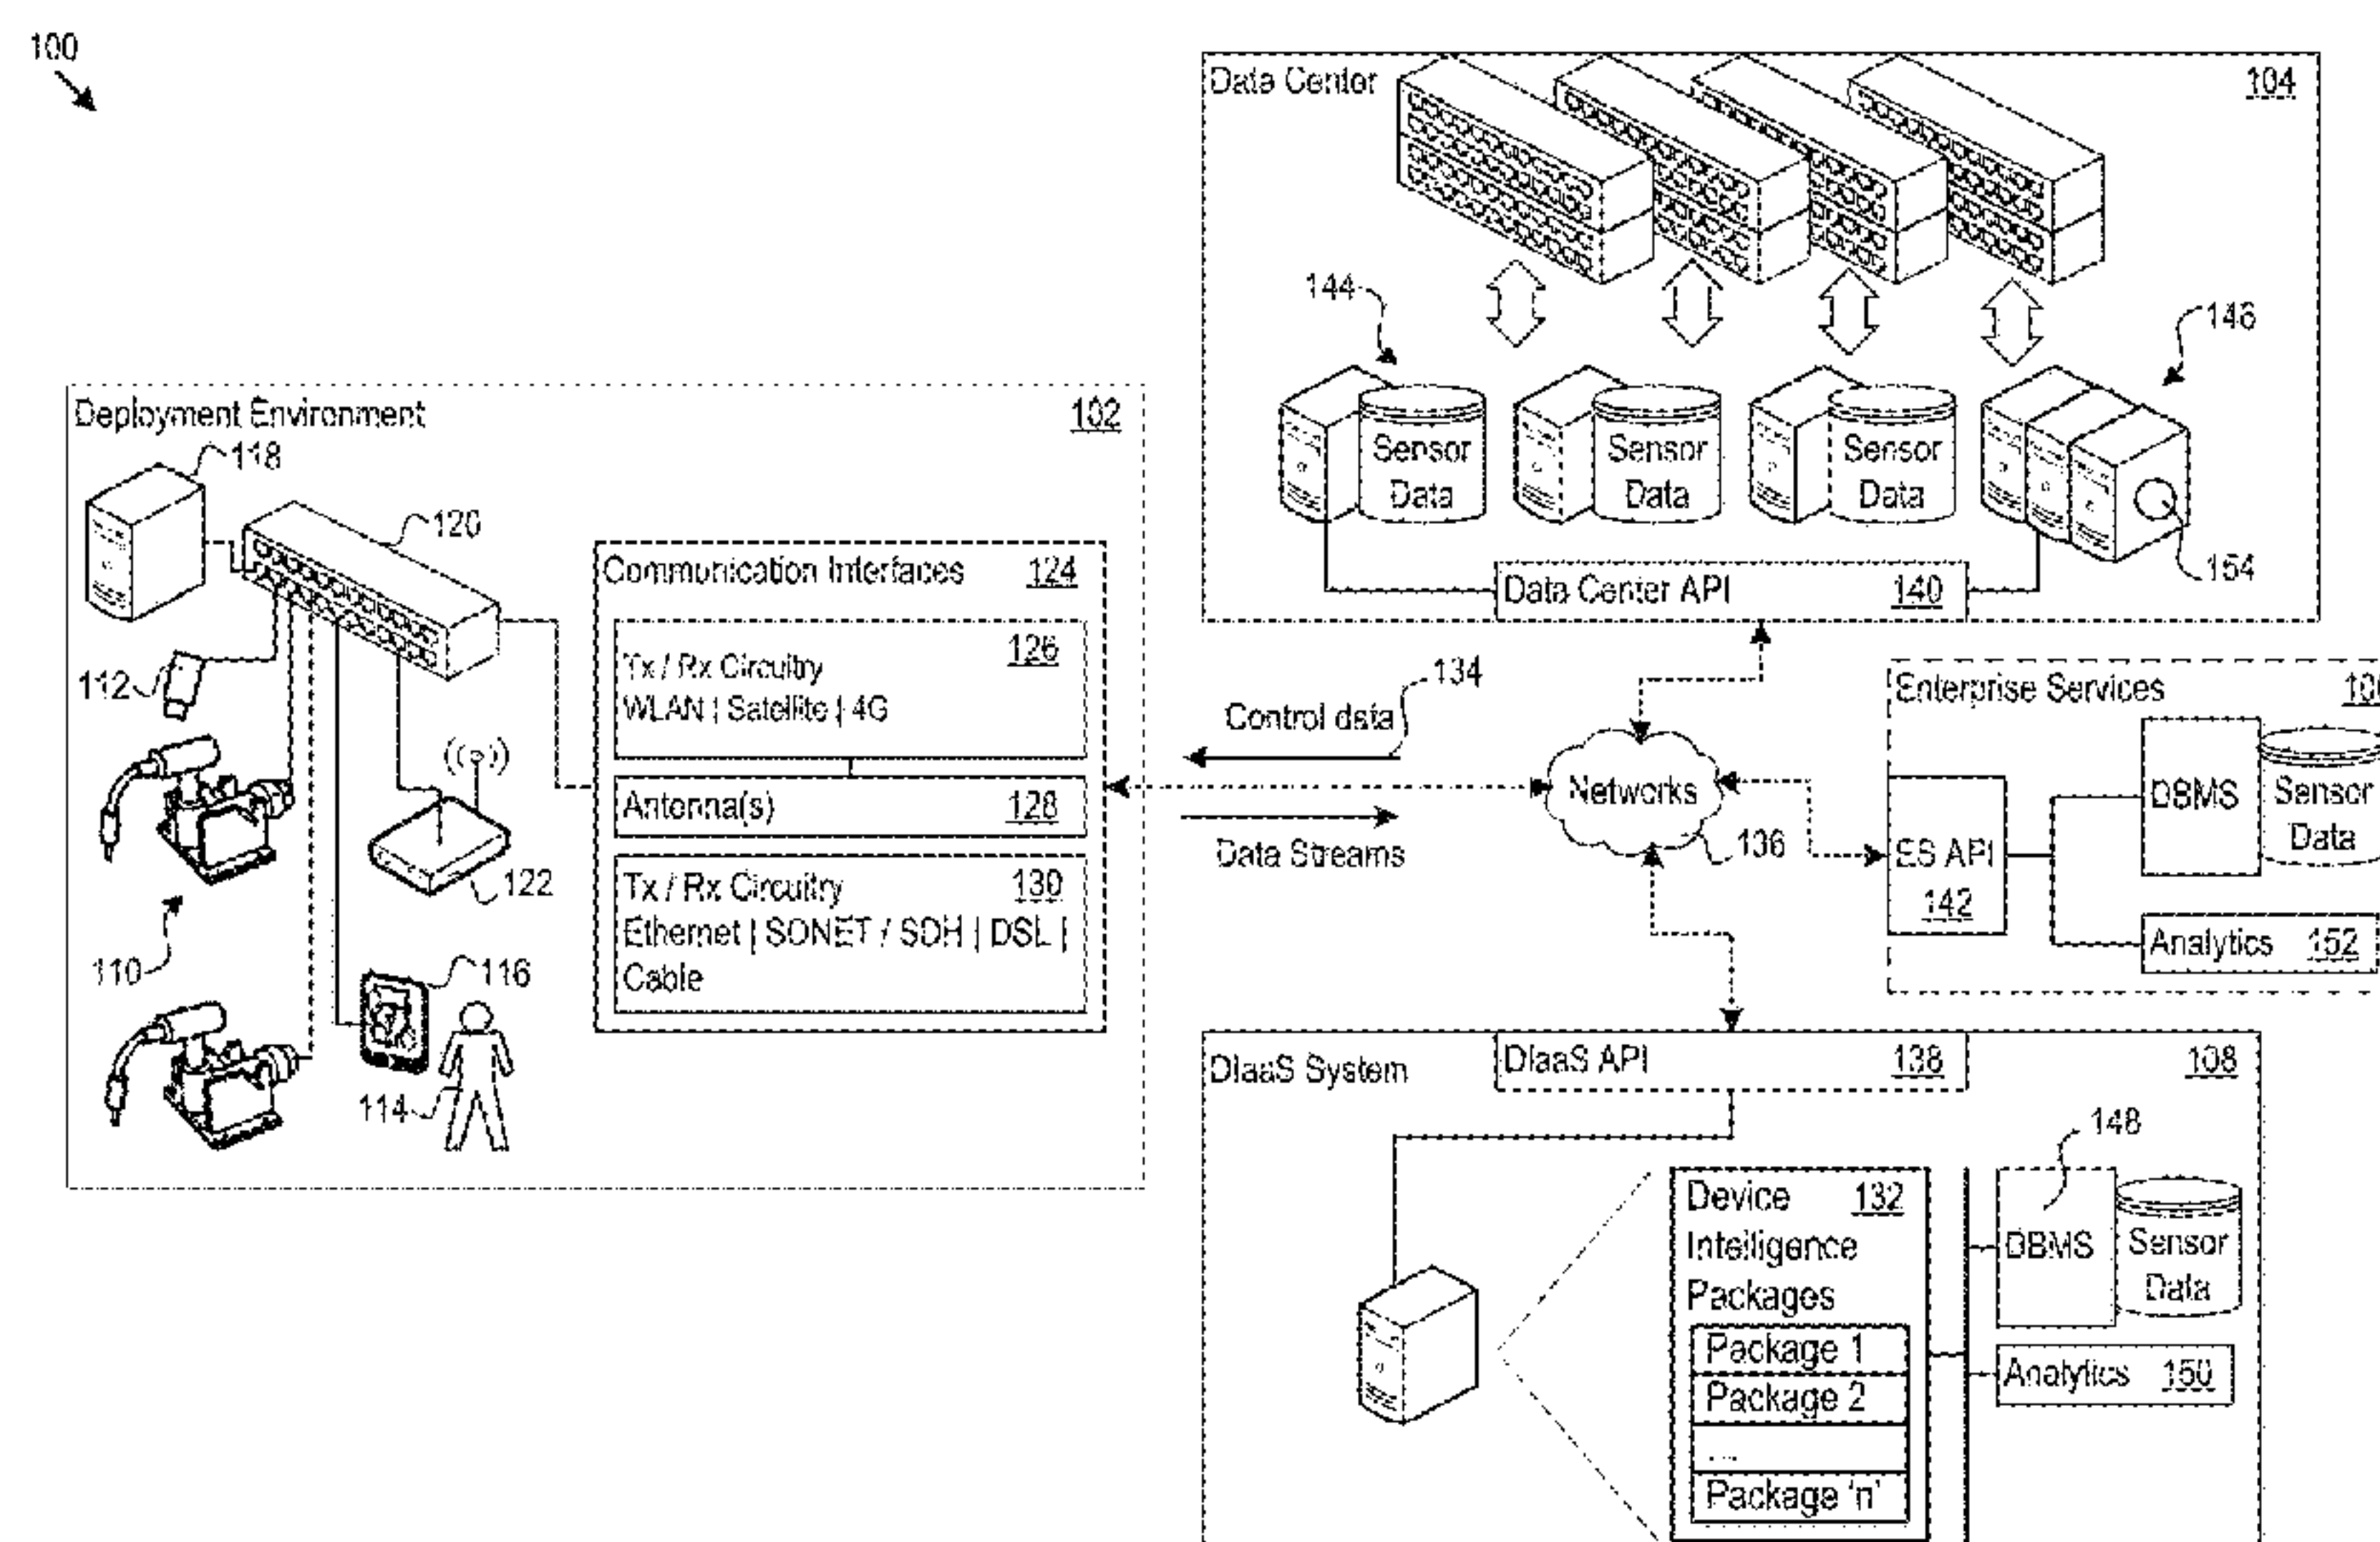 100
Data Center
104
144
146
Sensor
Data
Sensor
Data
Sensor
Data
154
Data Center API
140
Deployment Environment
102
118
120
112
110
122
116
114
Communication Interfaces
124
Tx / Rx Circuitry
126
WLAN | Satellite | 4G
Antenna(s)
128
Tx / Rx Circuitry
130
Ethernet | SONET / SDH | DSL |
Cable
134
Control data
Data Streams
Networks
136
Enterprise Services
ES API
142
DBMS
Sensor
Data
Analytics
152
DIaaS System
DIaaS API
138
108
148
Device
132
Intelligence
Packages
Package 1
Package 2
....
Package 'n'
DBMS
Sensor
Data
Analytics
150